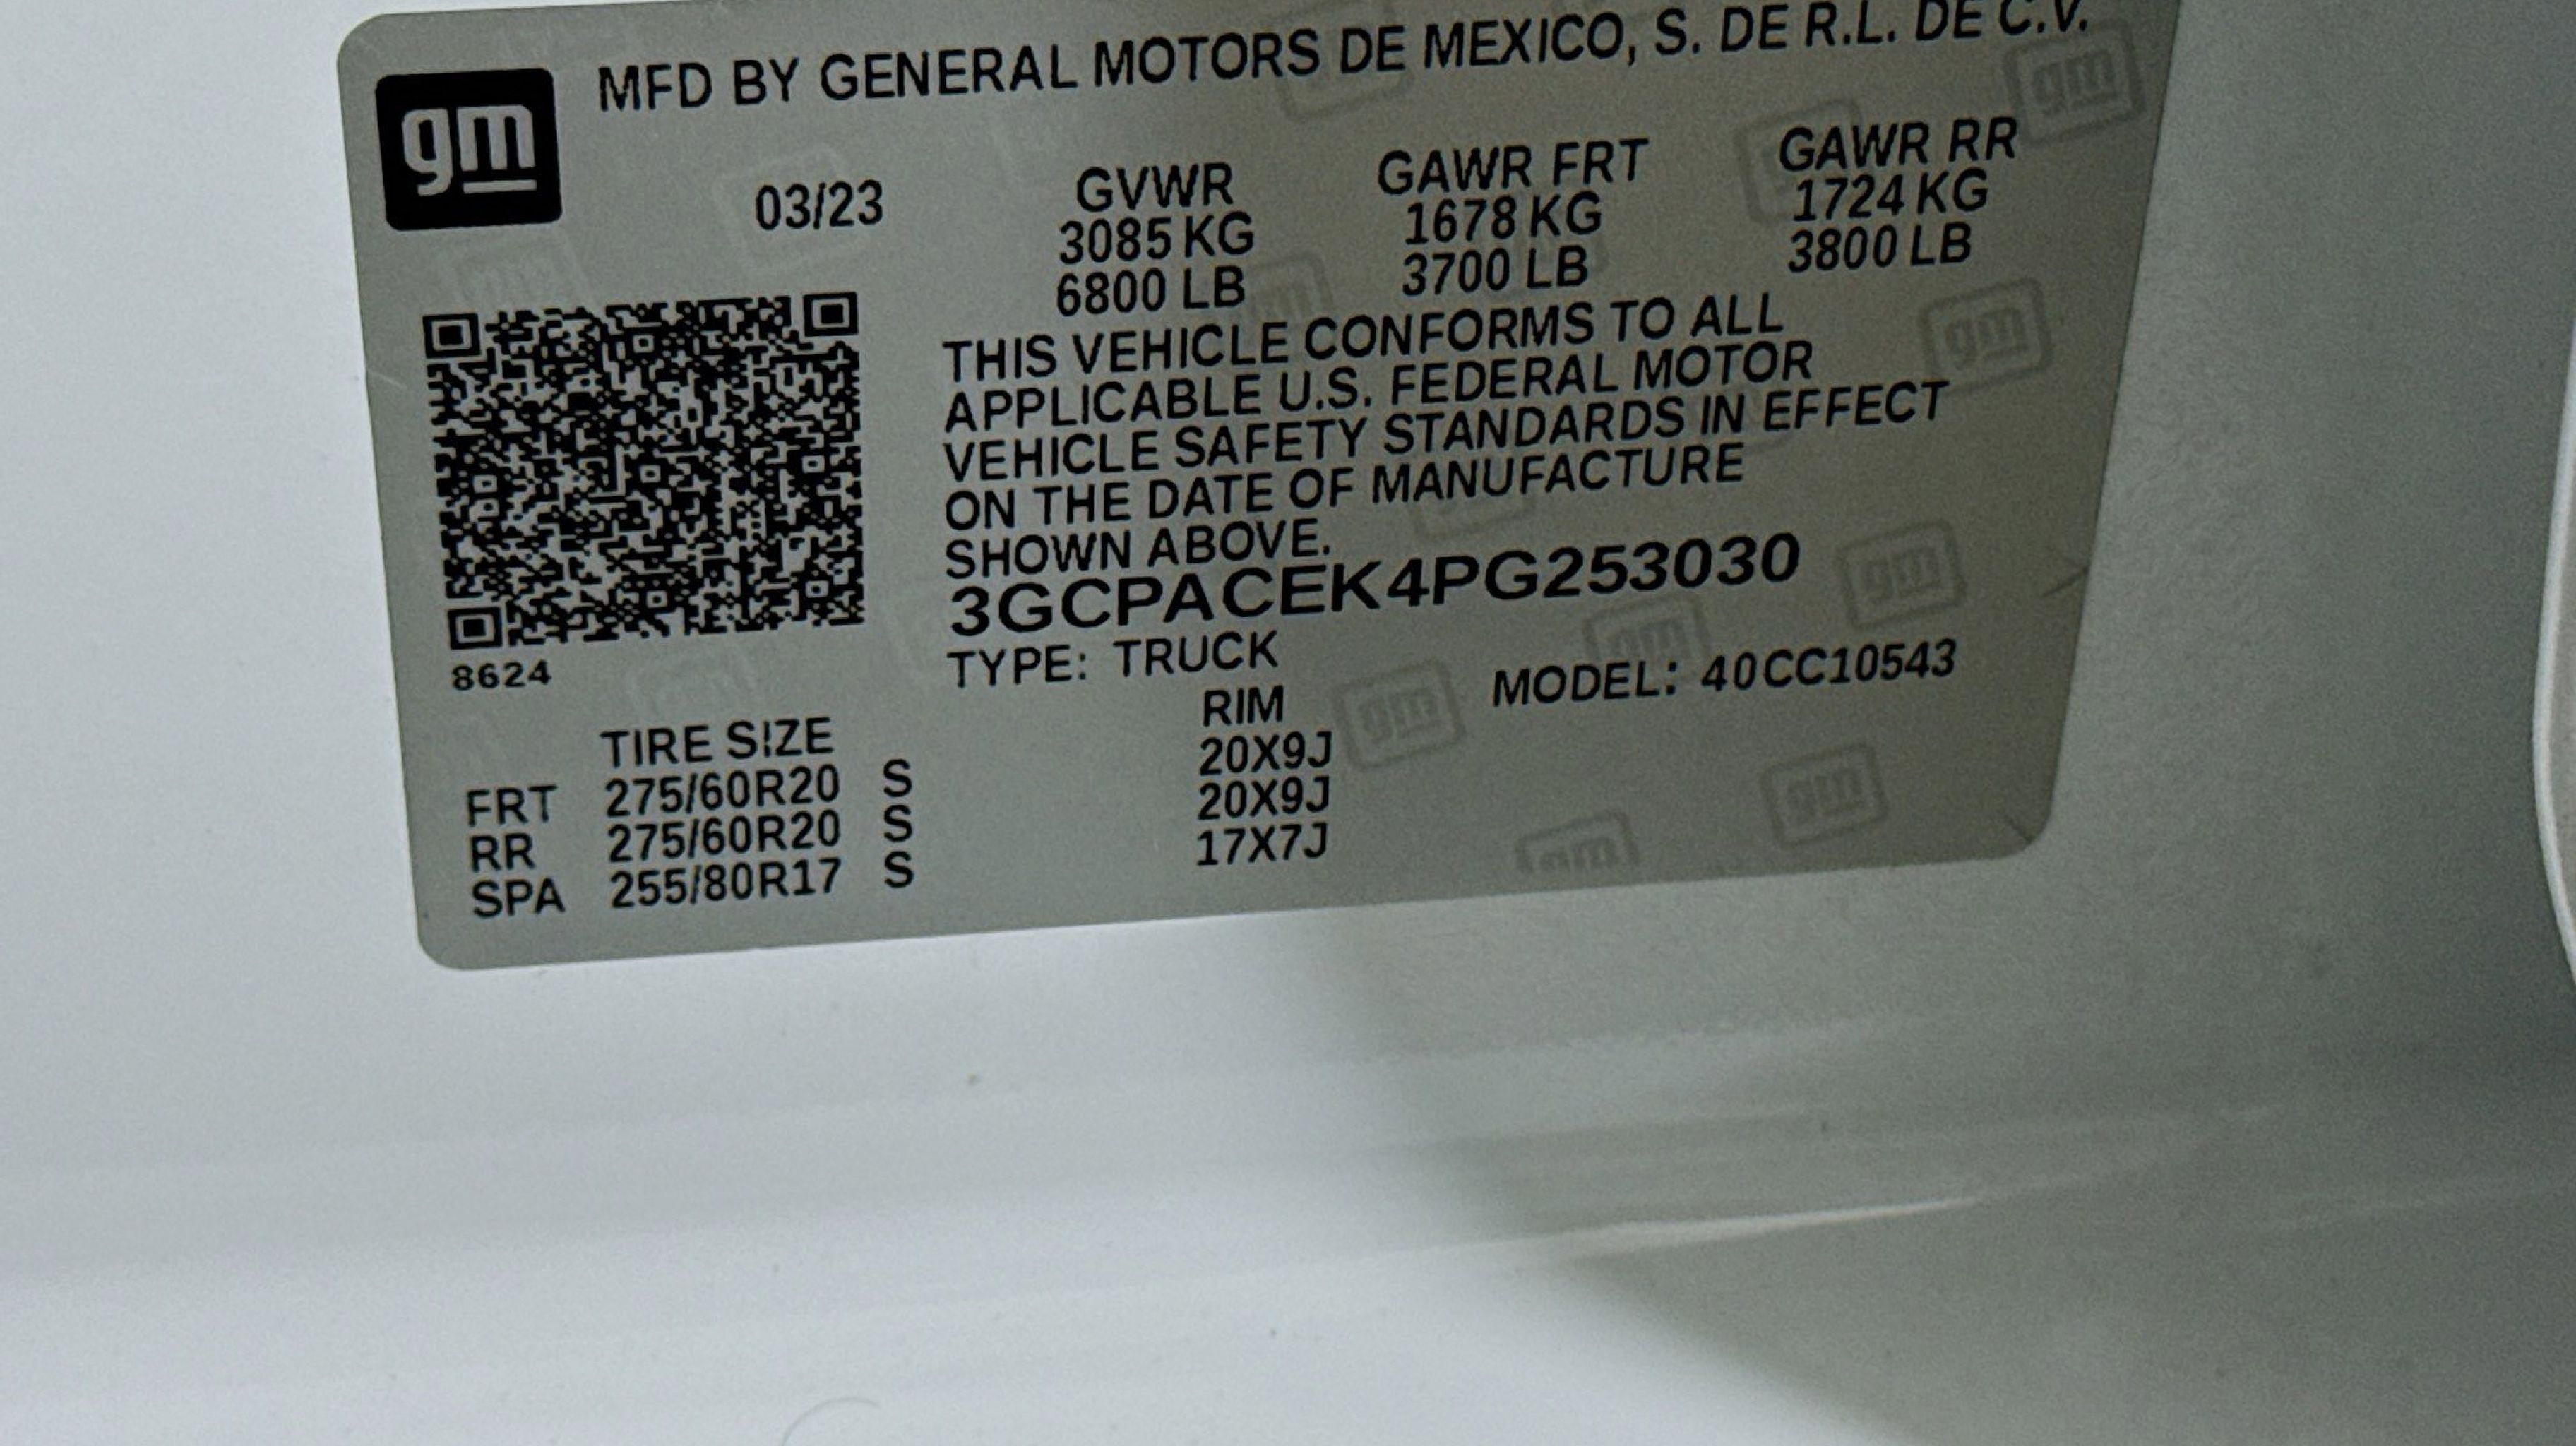 gm
MFD BY GENERAL MOTORS DE MEXICO, S. DE R.L. DE C.V.
03/23
GVWR GAWR FRT GAWR RR
3085 KG 1678 KG 1724 KG
6800 LB 3700 LB 3800 LB
THIS VEHICLE CONFORMS TO ALL
APPLICABLE U.S. FEDERAL MOTOR
VEHICLE SAFETY STANDARDS IN EFFECT
ON THE DATE OF MANUFACTURE
SHOWN ABOVE.
3GCPACEK4PG253030
8624
TYPE: TRUCK MODEL: 40CC10543
TIRE SIZE RIM
FRT 275/60R20 S 20X9J
RR 275/60R20 S 20X9J
SPA 255/80R17 S 17X7J